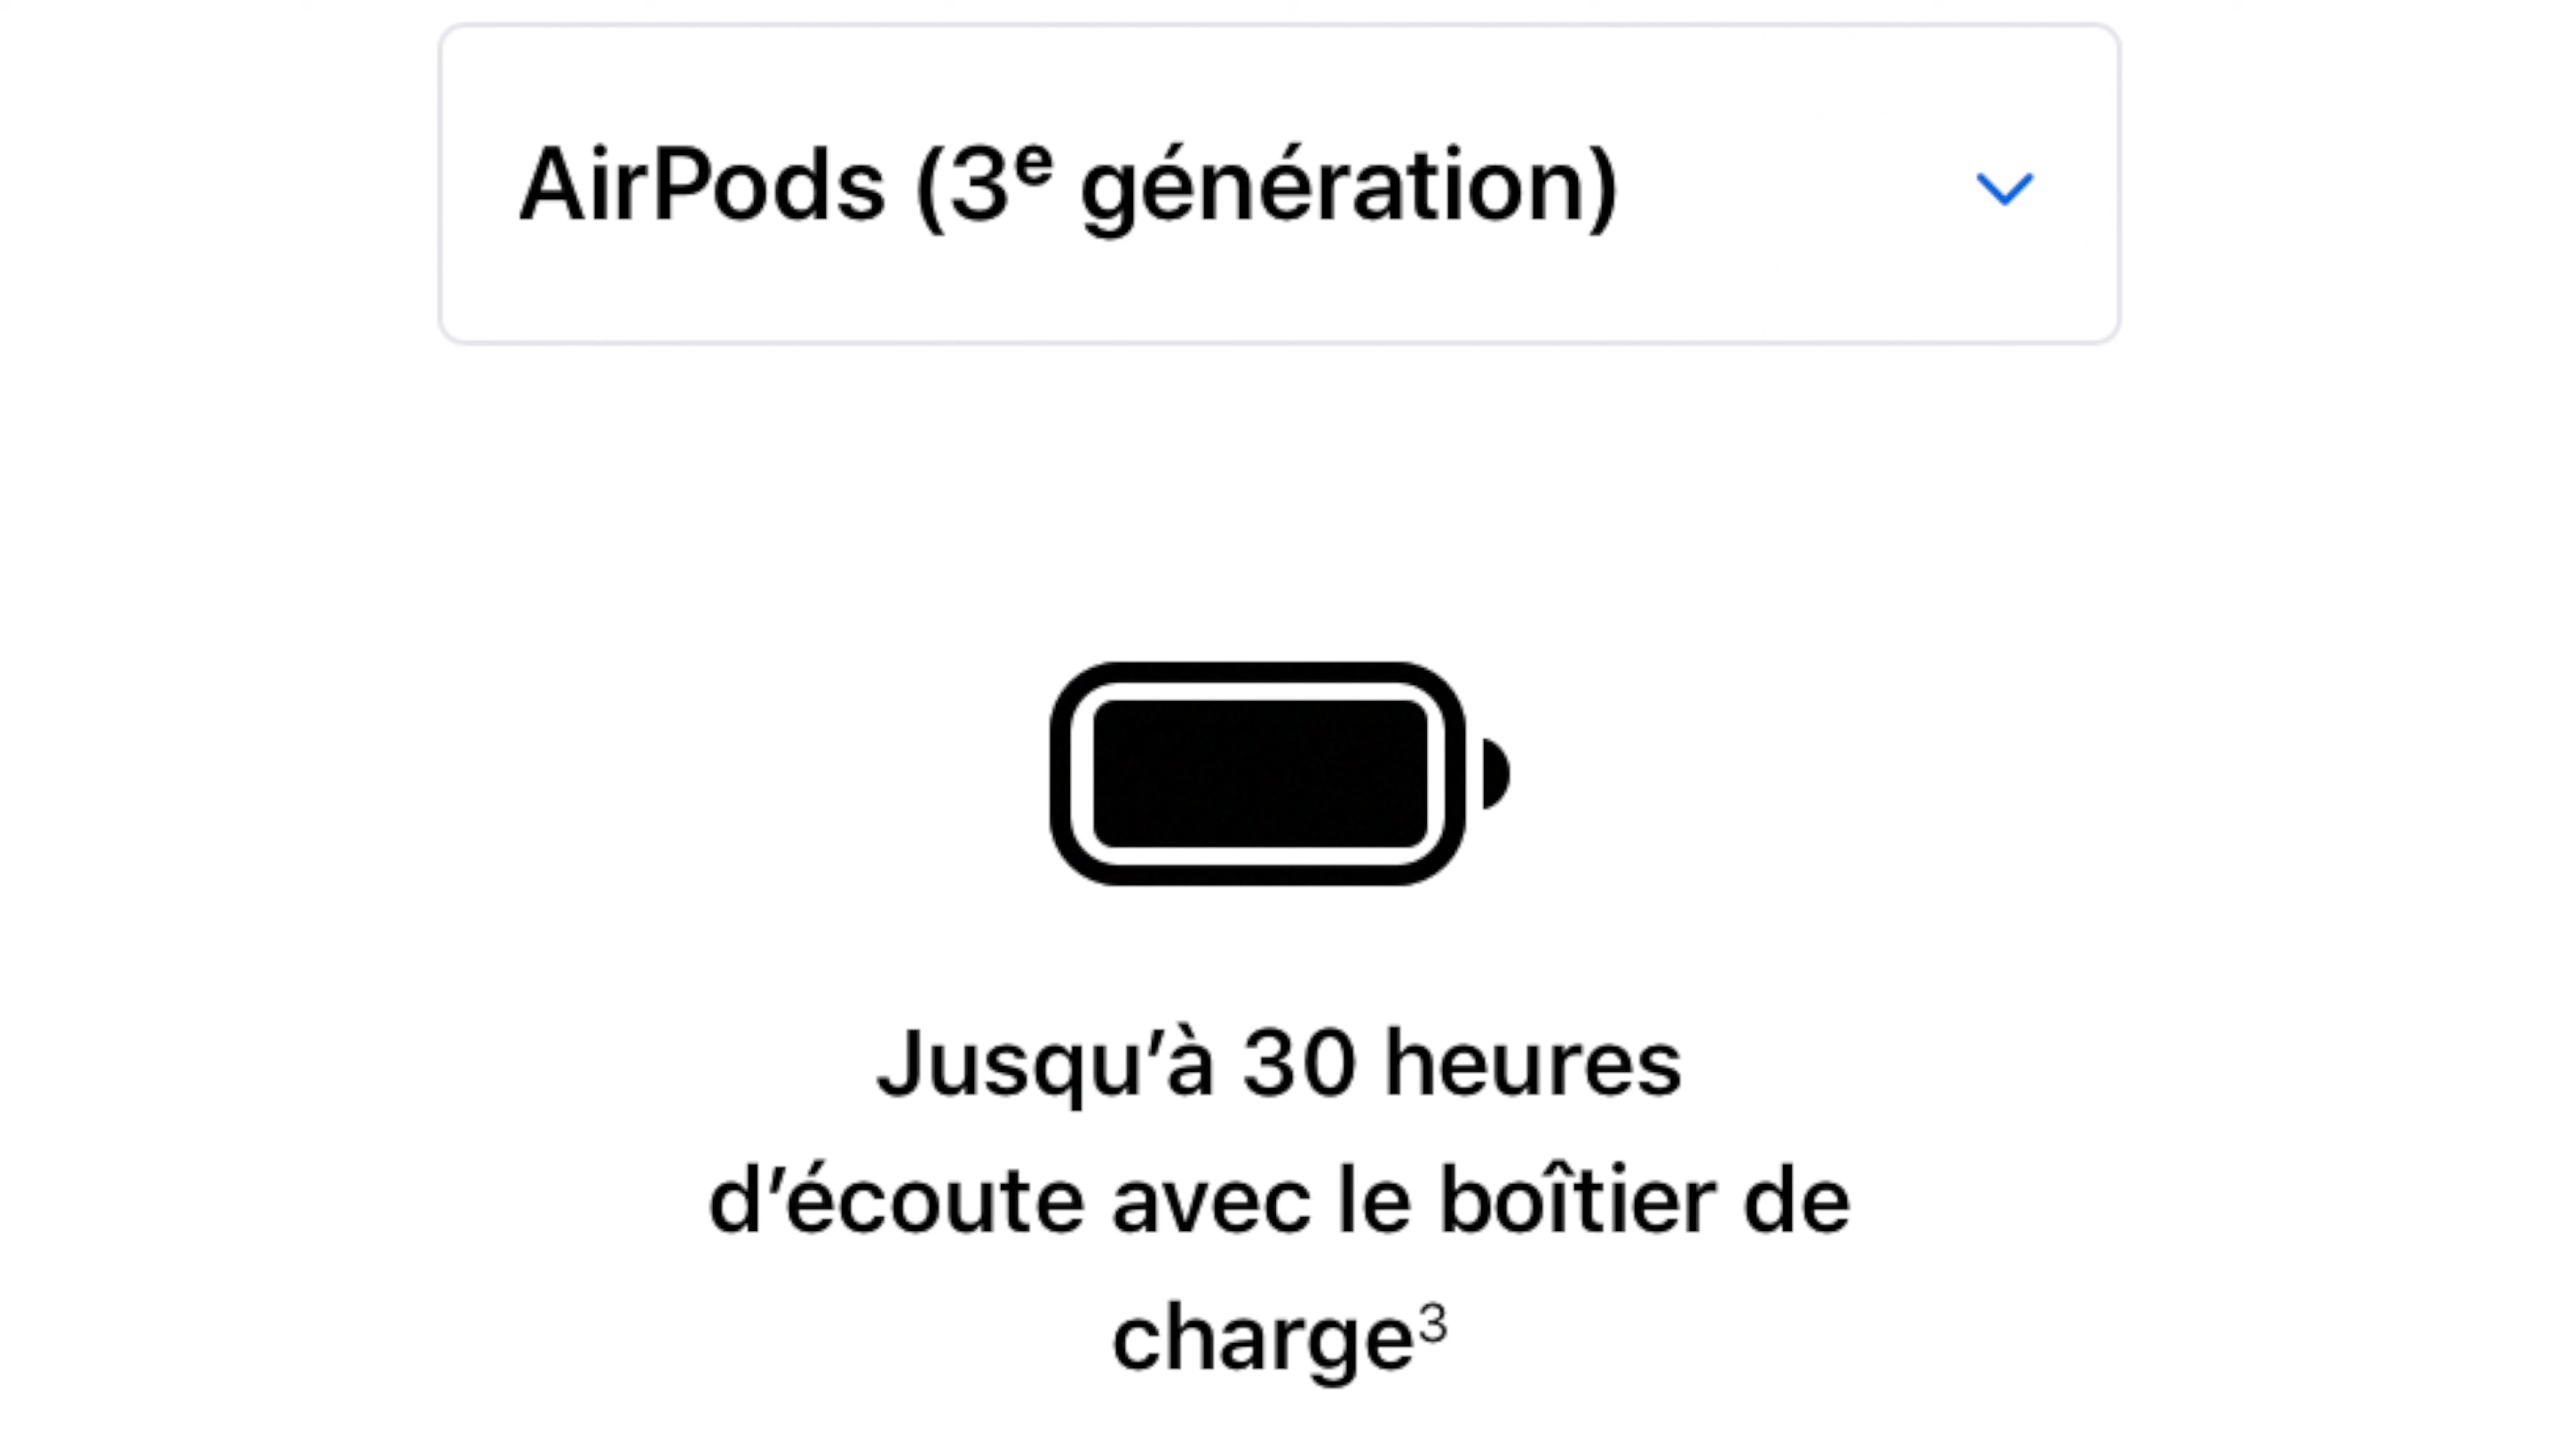 AirPods (3ᵉ génération)
Jusqu’à 30 heures
d’écoute avec le boîtier de
charge³